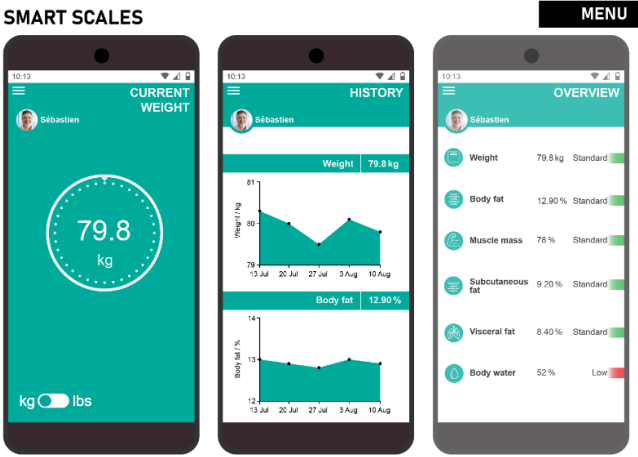 SMART SCALES
MENU
10:13
CURRENT
WEIGHT
Sébastien
79.8
kg
kg lbs
10:13
HISTORY
Sébastien
Weight 79.8 kg
Weight / kg
81
80
79
13 Jul 20 Jul 27 Jul 3 Aug 10 Aug
Body fat 12.90 %
Body fat / %
14
13
12
13 Jul 20 Jul 27 Jul 3 Aug 10 Aug
10:13
OVERVIEW
Sébastien
Weight 79.8 kg Standard
Body fat 12.90 % Standard
Muscle mass 78 % Standard
Subcutaneous
fat 9.20 % Standard
Visceral fat 8.40 % Standard
Body water 52 % Low